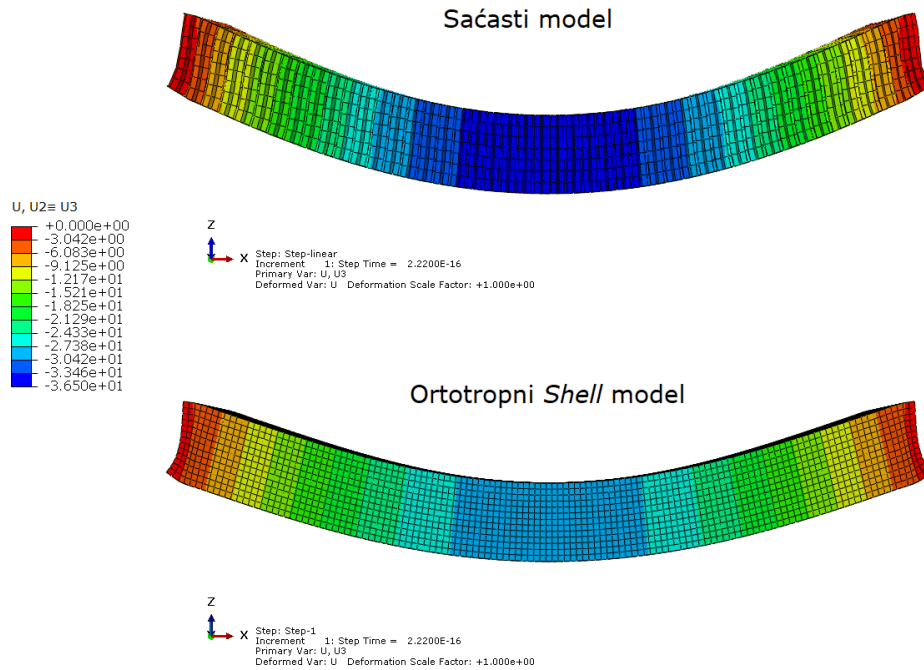 Saćasti model
U, U2≡ U3
+0.000e+00
-3.042e+00
-6.083e+00
-9.125e+00
-1.217e+01
-1.521e+01
-1.825e+01
-2.129e+01
-2.433e+01
-2.738e+01
-3.042e+01
-3.346e+01
-3.650e+01
Z
X
Step: Step-linear
Increment 1: Step Time = 2.2200E-16
Primary Var: U, U3
Deformed Var: U Deformation Scale Factor: +1.000e+00
Ortotropni Shell model
Z
X
Step: Step-1
Increment 1: Step Time = 2.2200E-16
Primary Var: U, U3
Deformed Var: U Deformation Scale Factor: +1.000e+00